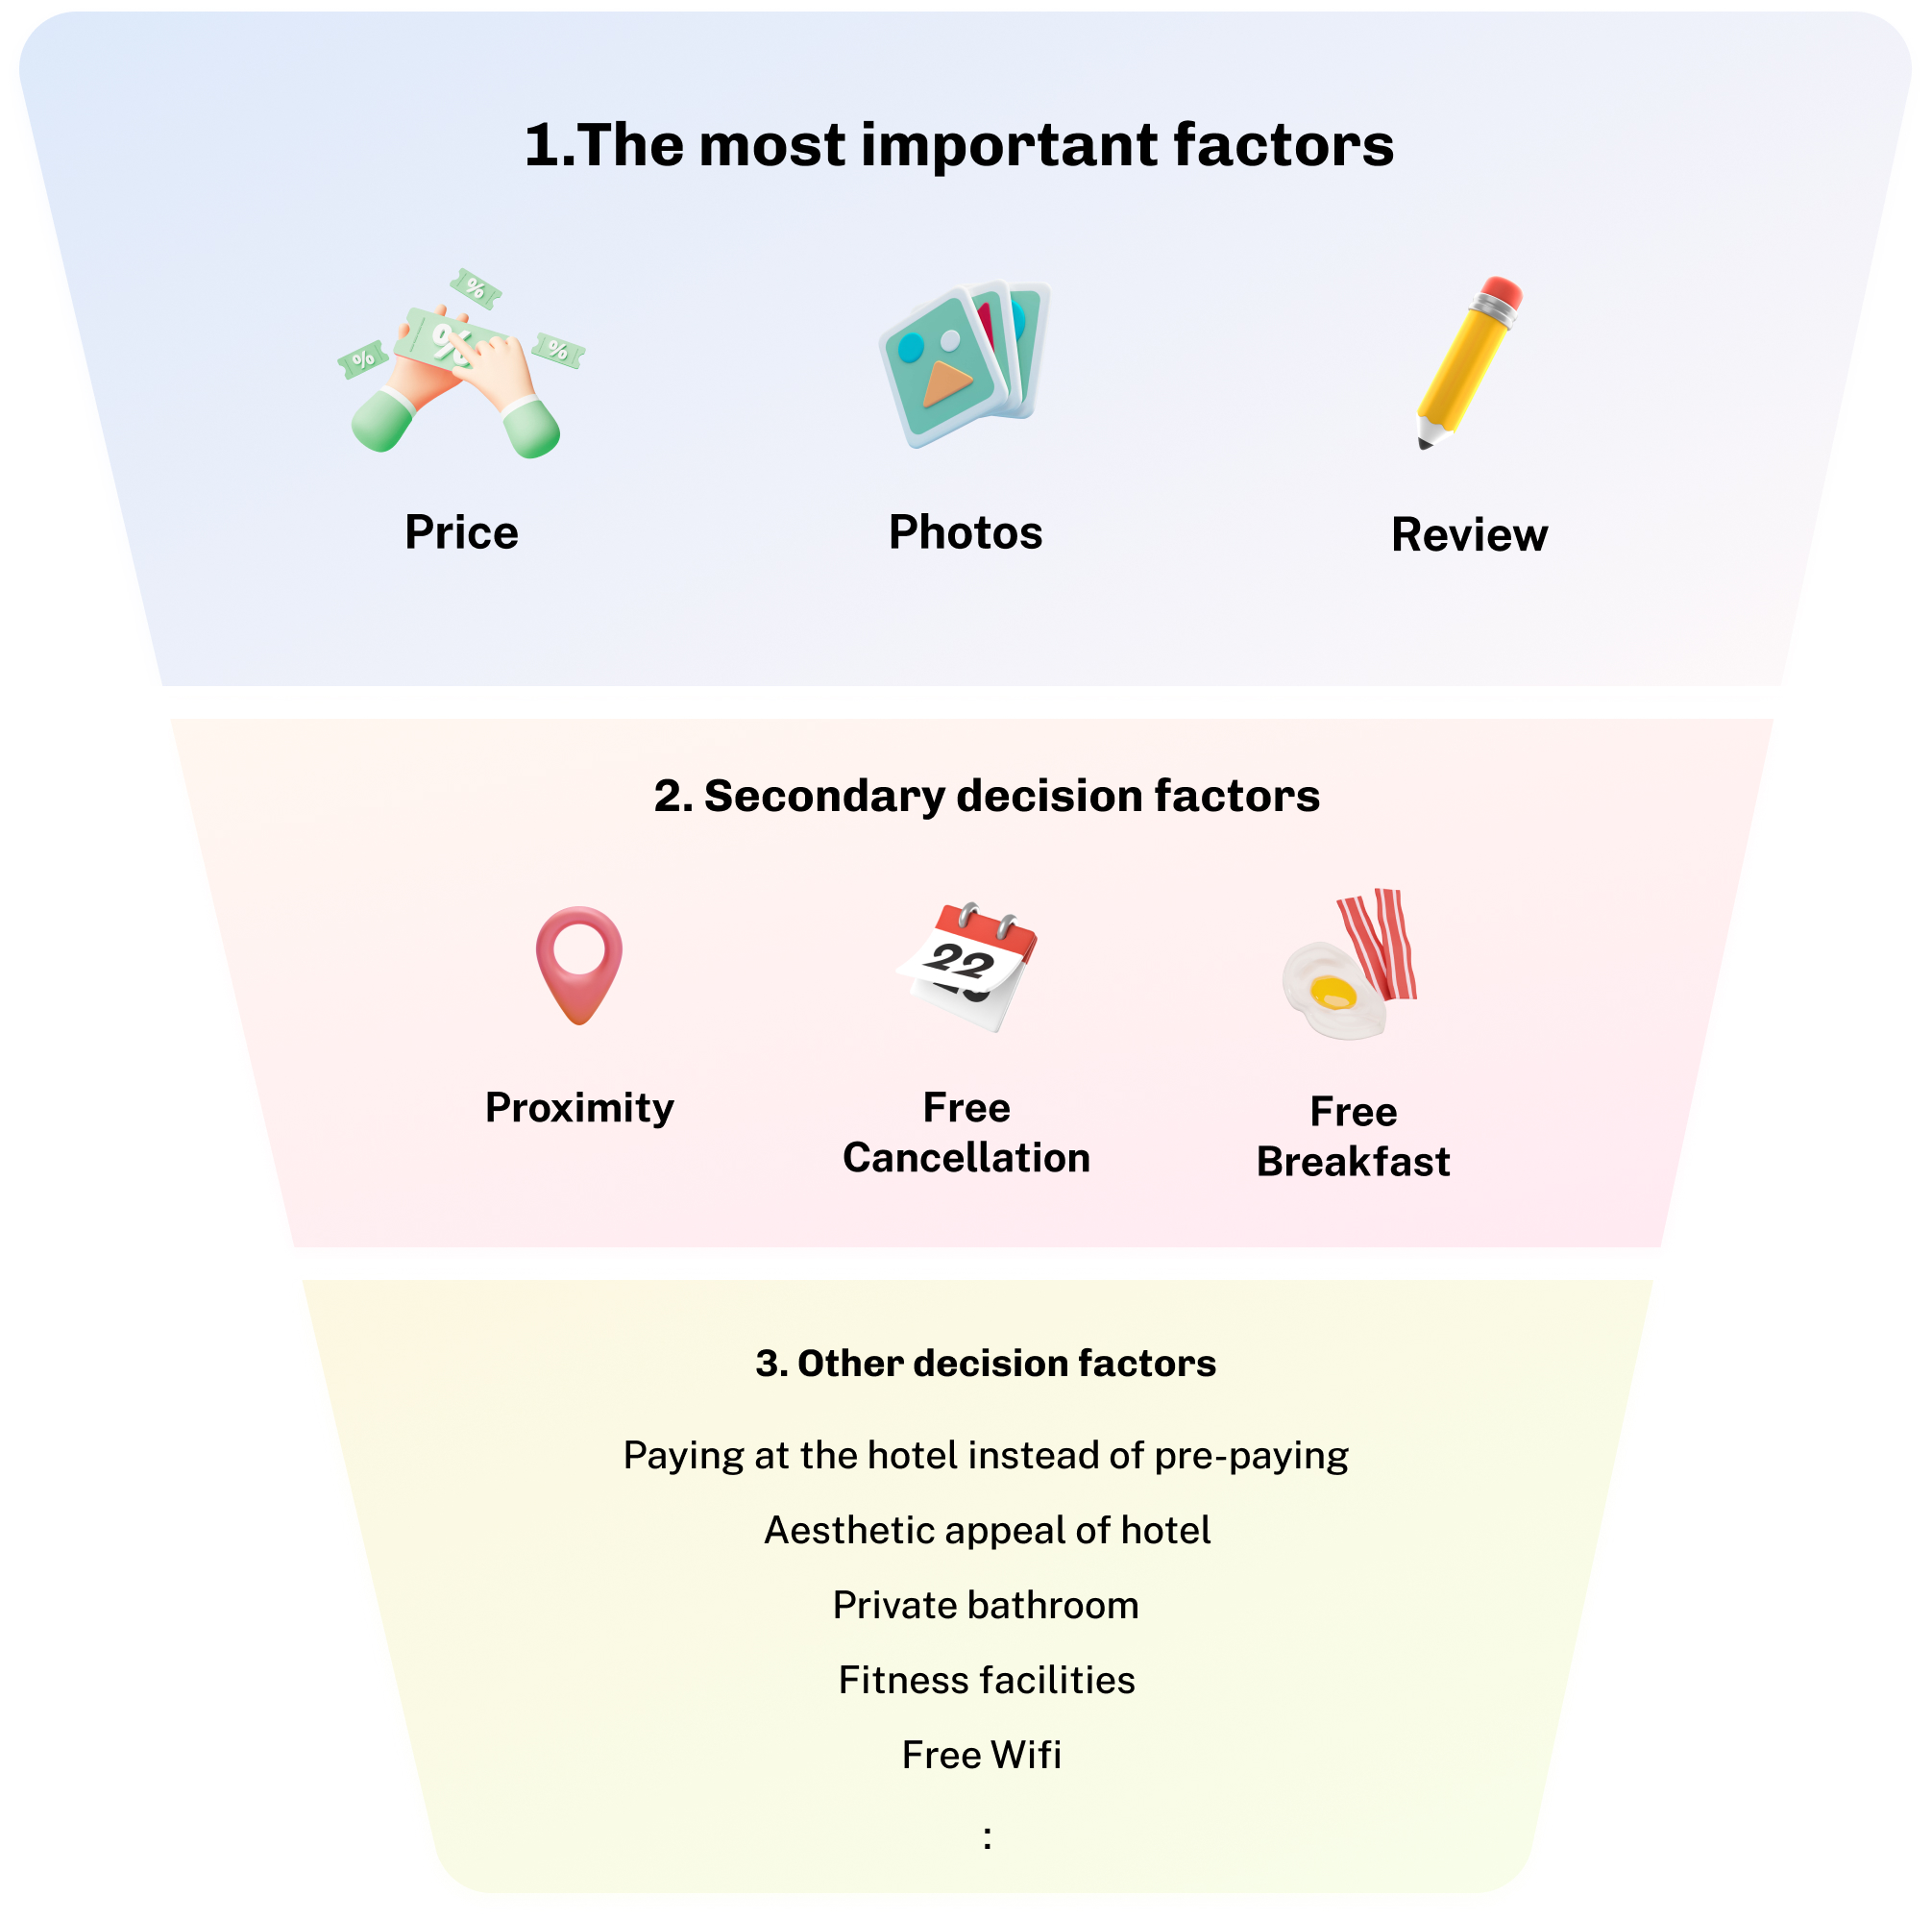 1.The most important factors
%
%
%
%
Price
Photos
Review
2. Secondary decision factors
22
Proximity
Free
Cancellation
Free
Breakfast
3. Other decision factors
Paying at the hotel instead of pre-paying
Aesthetic appeal of hotel
Private bathroom
Fitness facilities
Free Wifi
: